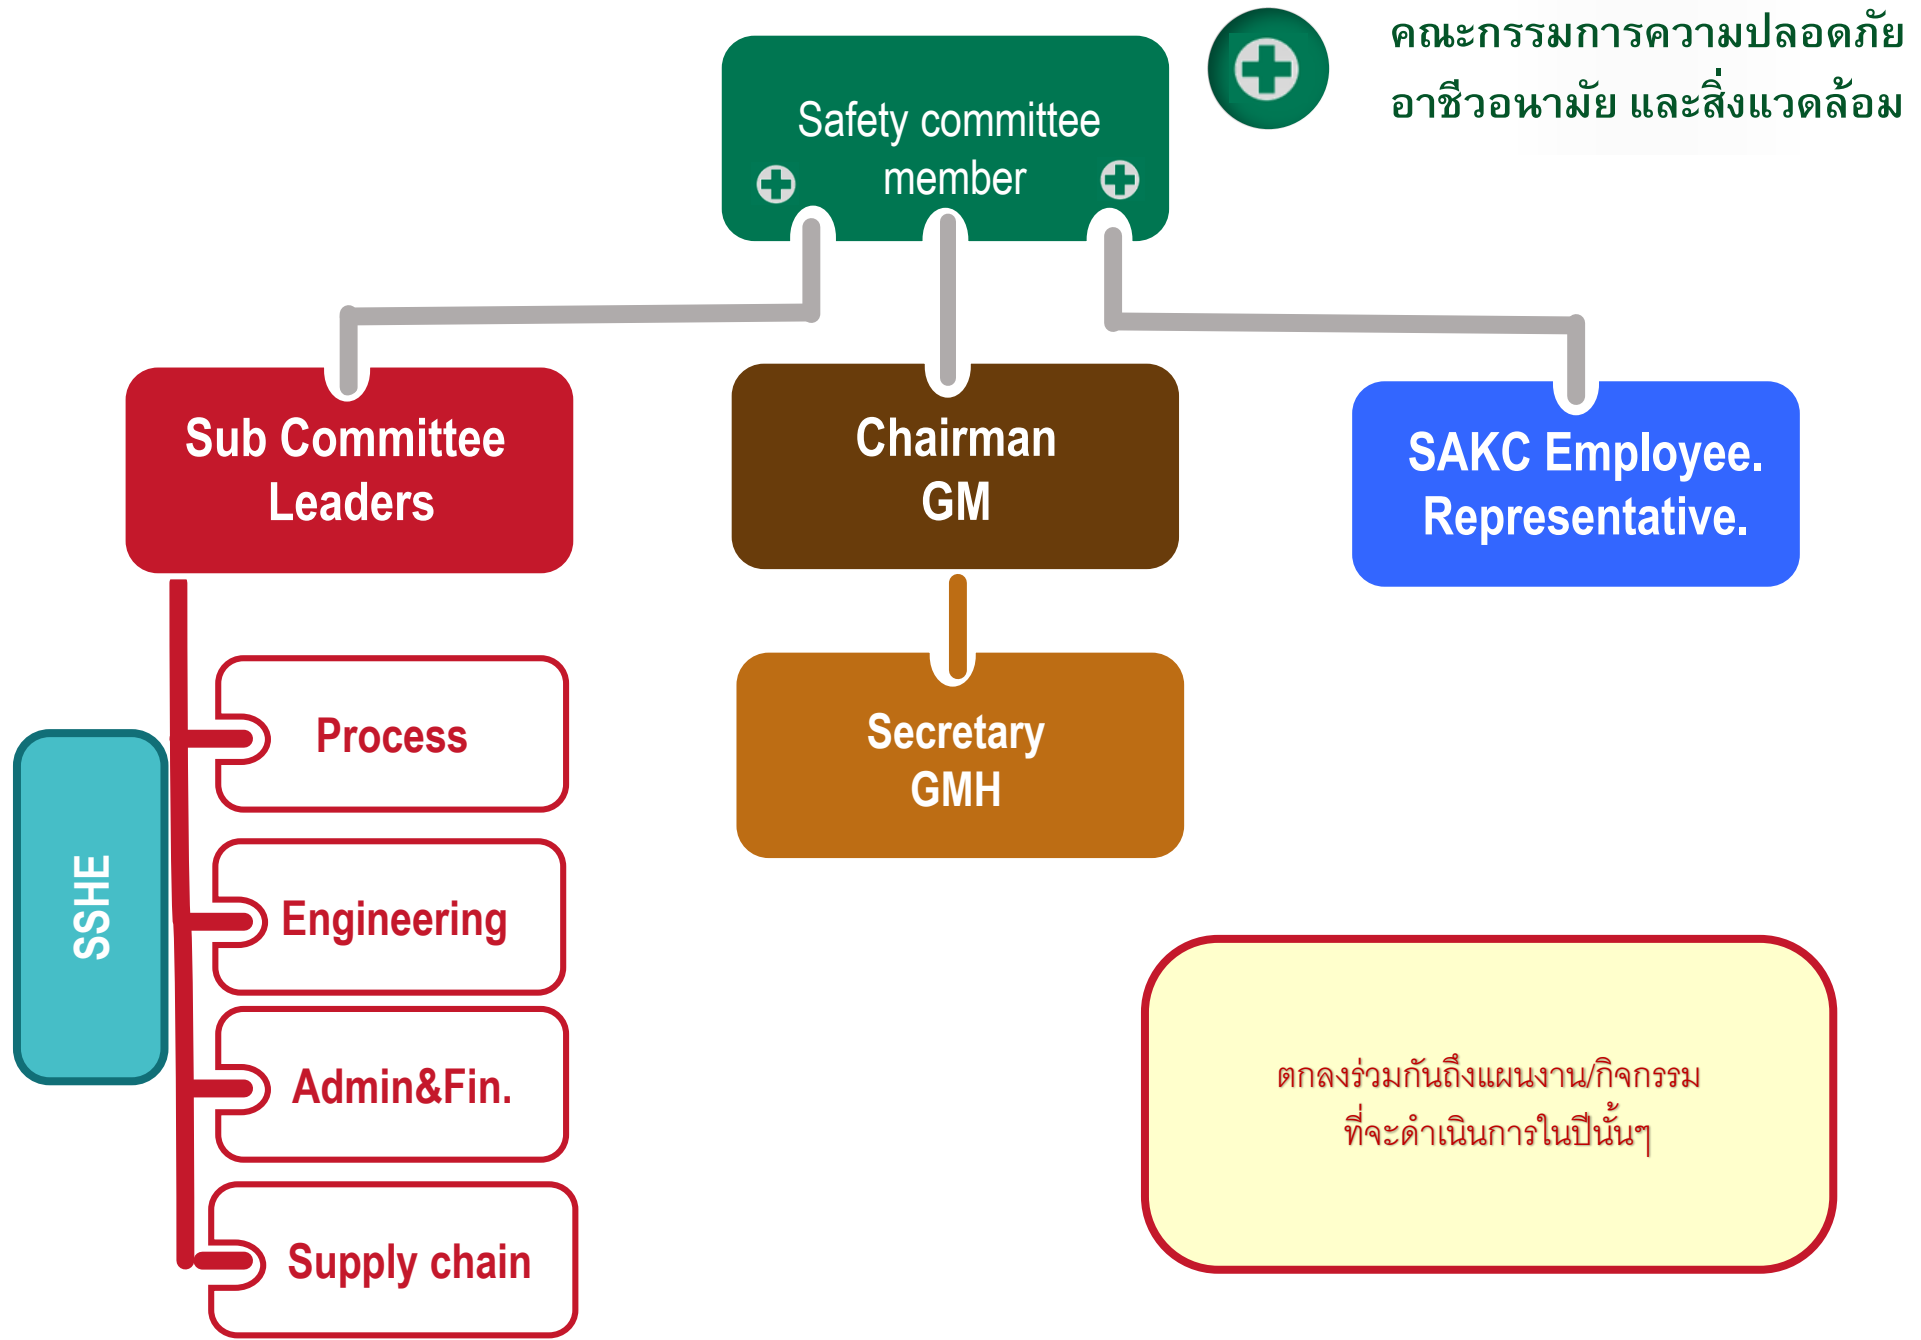 คณะกรรมการความปลอดภัย
อาชีวอนามัย และสิ่งแวดล้อม
Safety committee
member
Sub Committee
Leaders
Chairman
GM
SAKC Employee.
Representative.
Process
Engineering
Admin&Fin.
Supply chain
SSHE
Secretary
GMH
ตกลงร่วมกันถึงแผนงาน/กิจกรรม
ที่จะดำเนินการในปีนั้นๆ